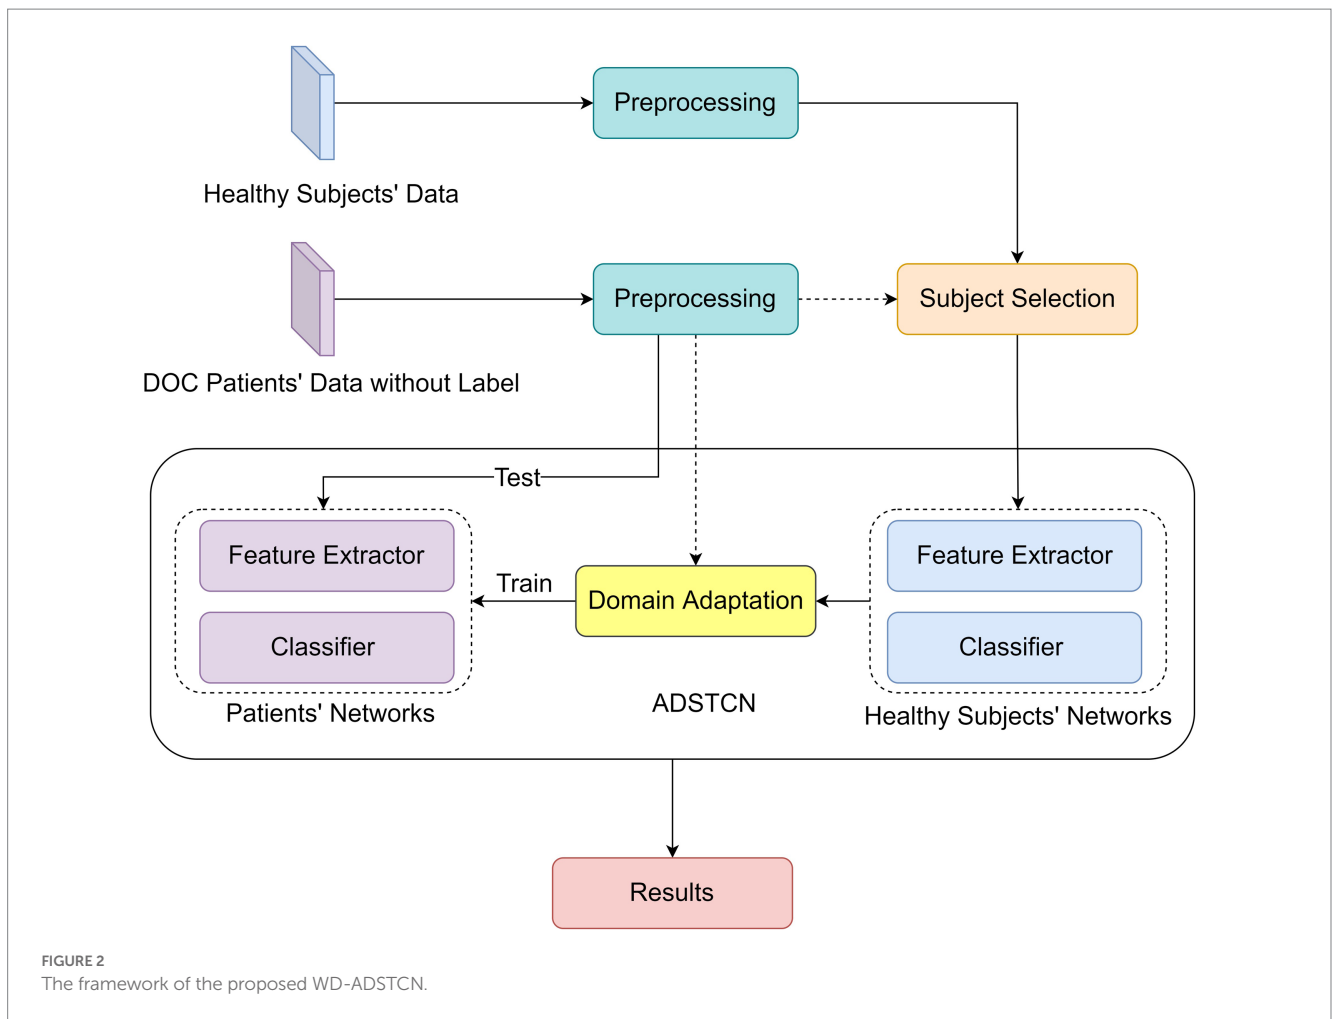 Preprocessing
Healthy Subjects' Data
Preprocessing
Subject Selection
DOC Patients' Data without Label
Test
Feature Extractor
Classifier
Patients' Networks
Train
Domain Adaptation
ADSTCN
Feature Extractor
Classifier
Healthy Subjects' Networks
Results
FIGURE 2
The framework of the proposed WD-ADSTCN.